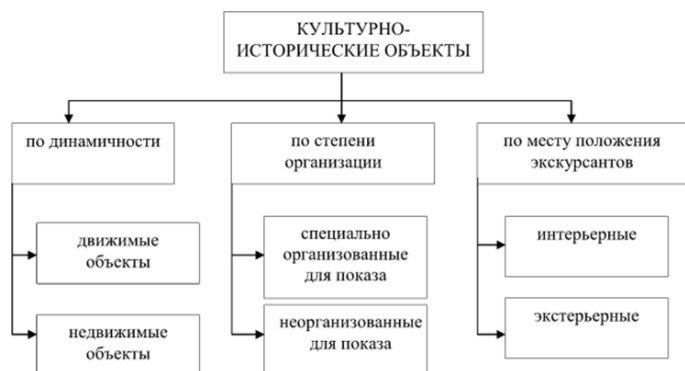 КУЛЬТУРНО-
ИСТОРИЧЕСКИЕ ОБЪЕКТЫ
по динамичности
по степени
организации
по месту положения
экскурсантов
движимые
объекты
специально
организованные
для показа
интерьерные
недвижимые
объекты
неорганизованные
для показа
экстерьерные